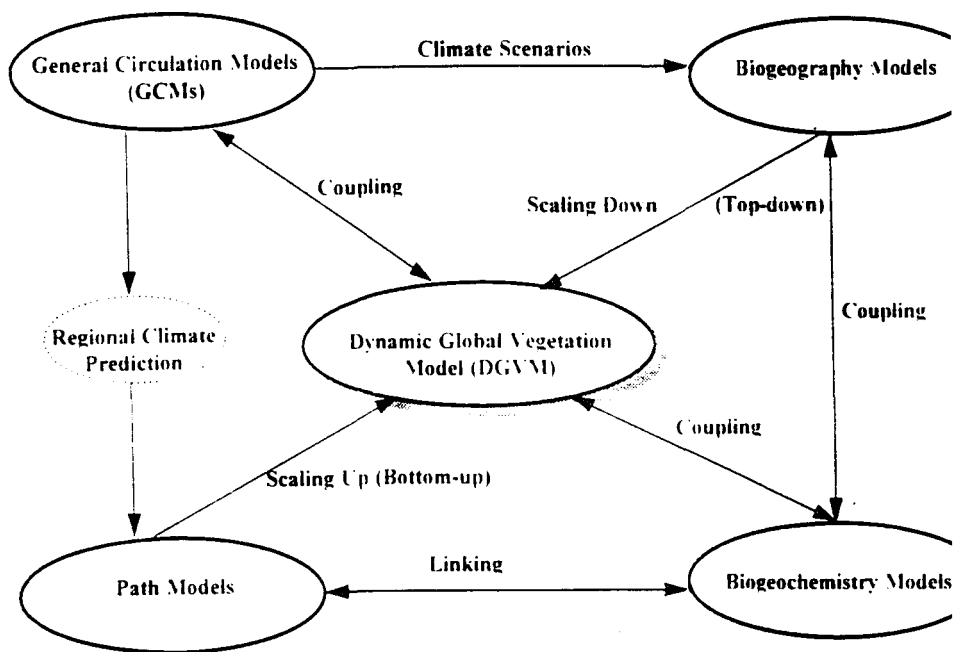 General Circulation Models
(GCMs)
Climate Scenarios
Biogeography Models
Coupling
Scaling Down
(Top-down)
Regional Climate
Prediction
Dynamic Global Vegetation
Model (DGVM)
Coupling
Coupling
Scaling Up (Bottom-up)
Path Models
Linking
Biogeochemistry Models